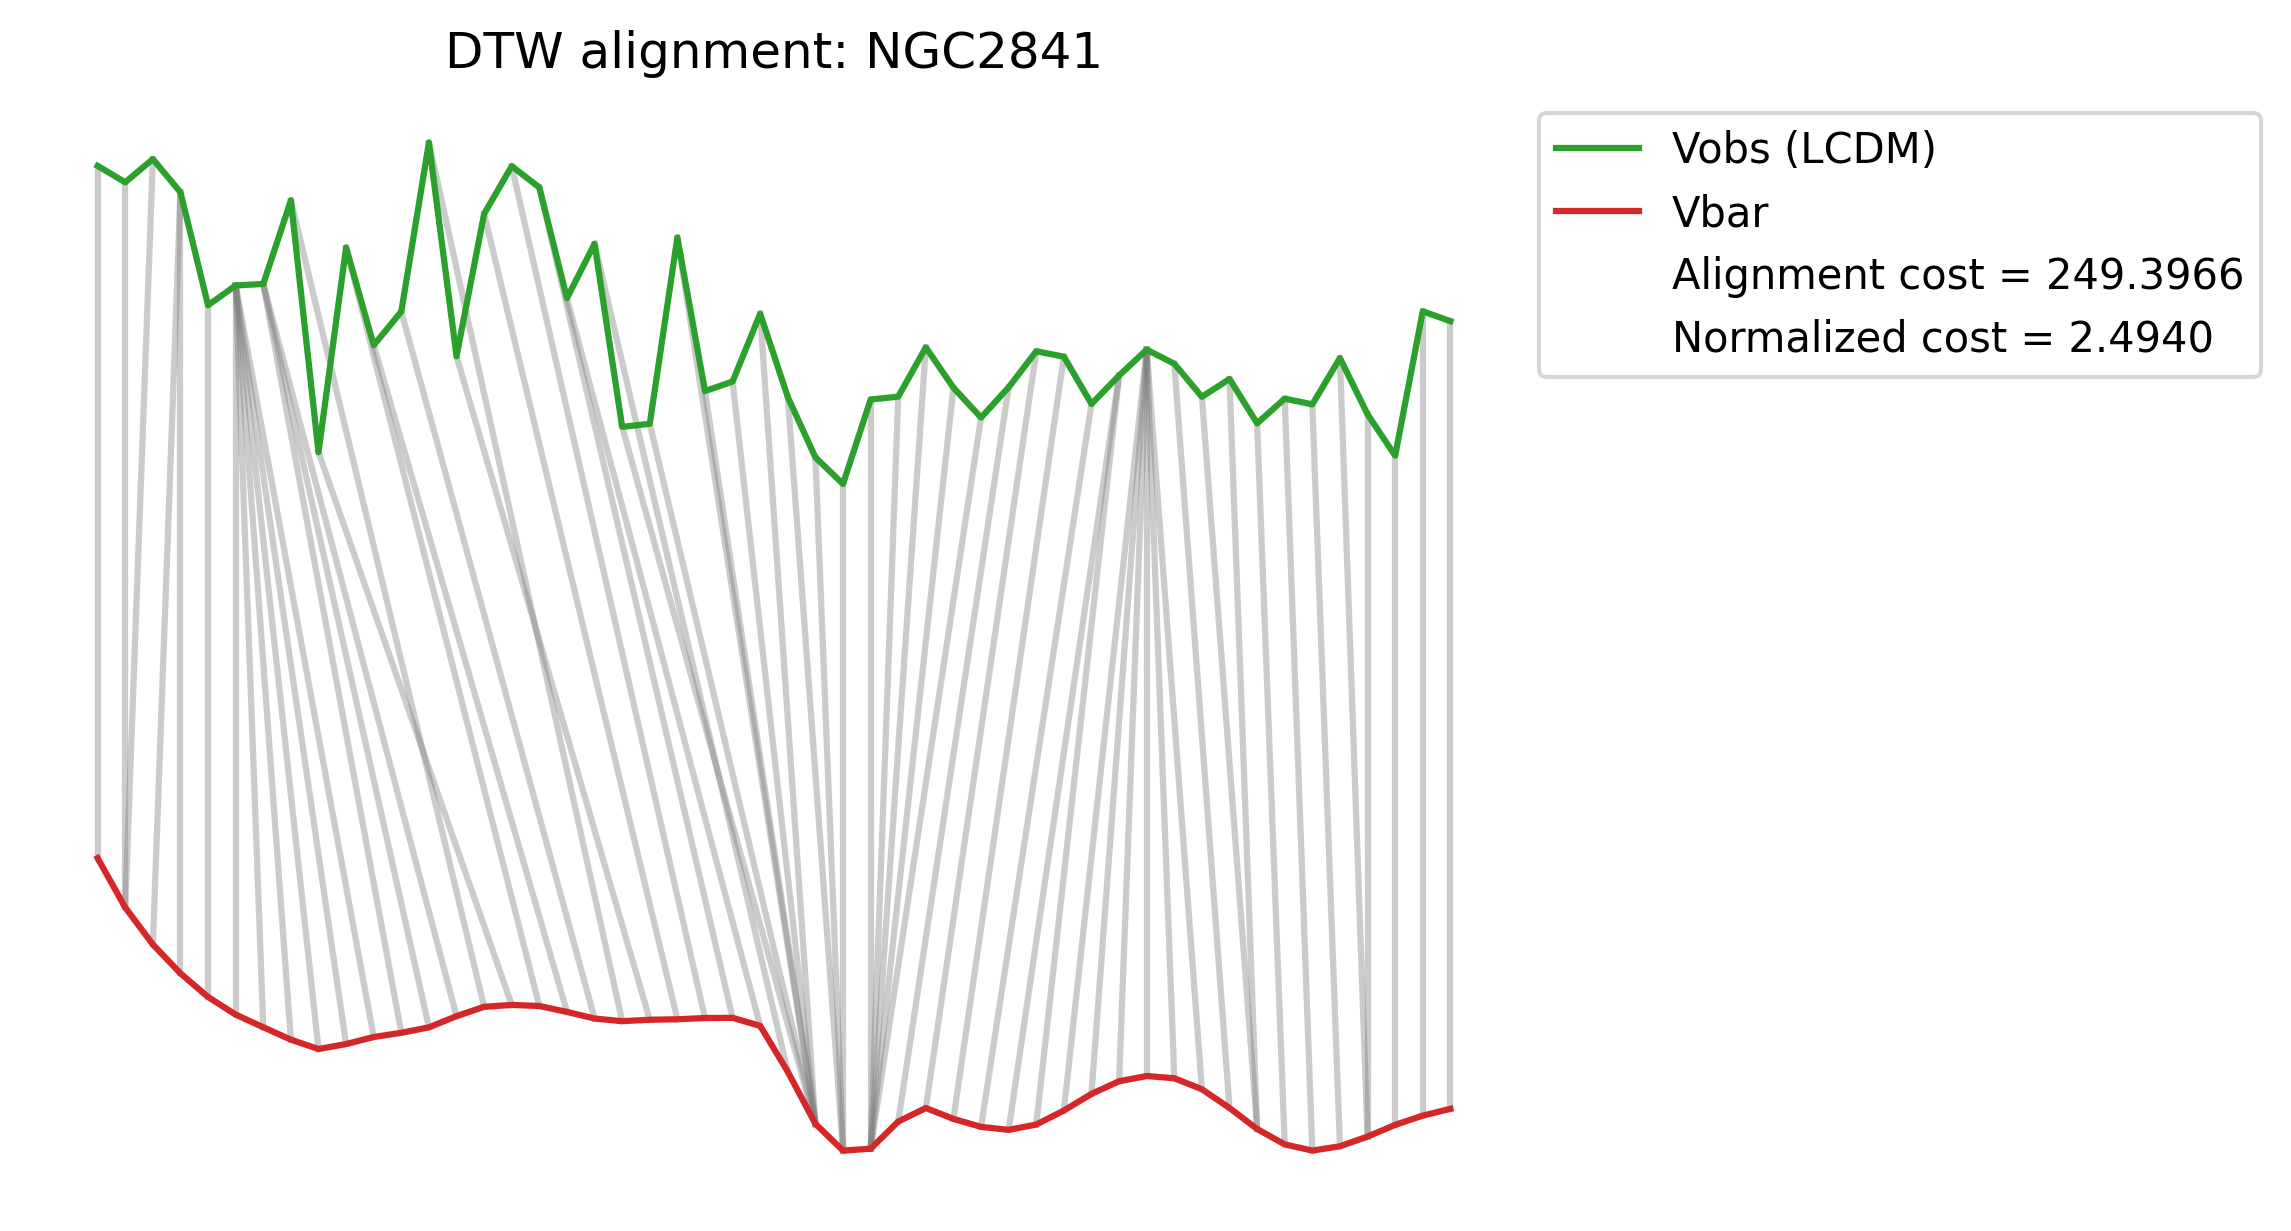 DTW alignment: NGC2841
Vobs (LCDM)
Vbar
Alignment cost = 249.3966
Normalized cost = 2.4940